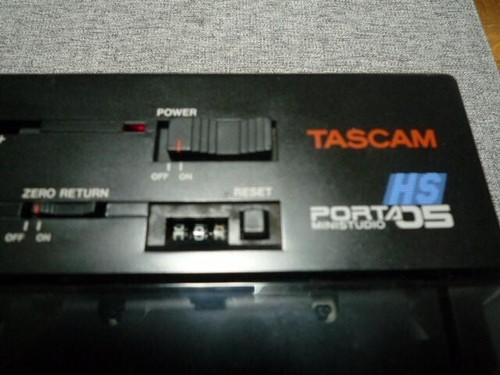 POWER
OFF ON
TASCAM
ZERO RETURN
OFF ON
RESET
HS
PORTA 05
MINISTUDIO